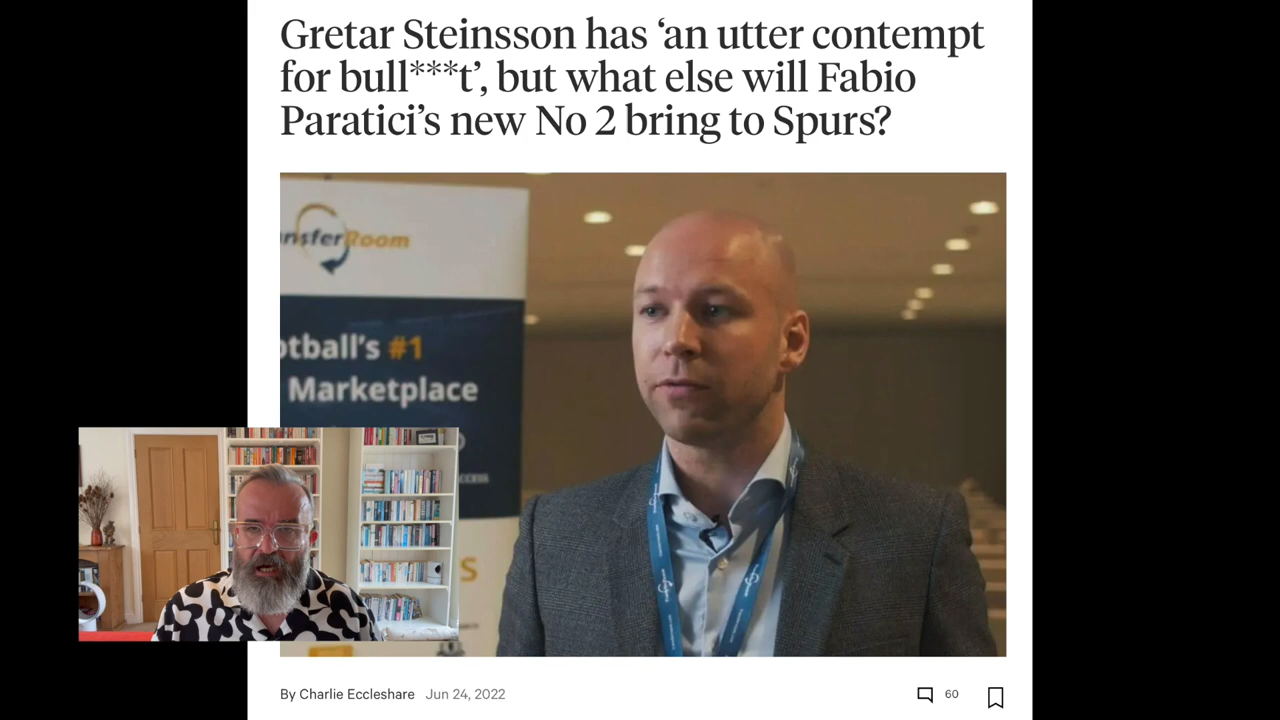 Gretar Steinsson has ‘an utter contempt
for bull***t’, but what else will Fabio
Paratici’s new No 2 bring to Spurs?
nsferRoom
otball’s #1
Marketplace
S
By Charlie Eccleshare Jun 24, 2022 60